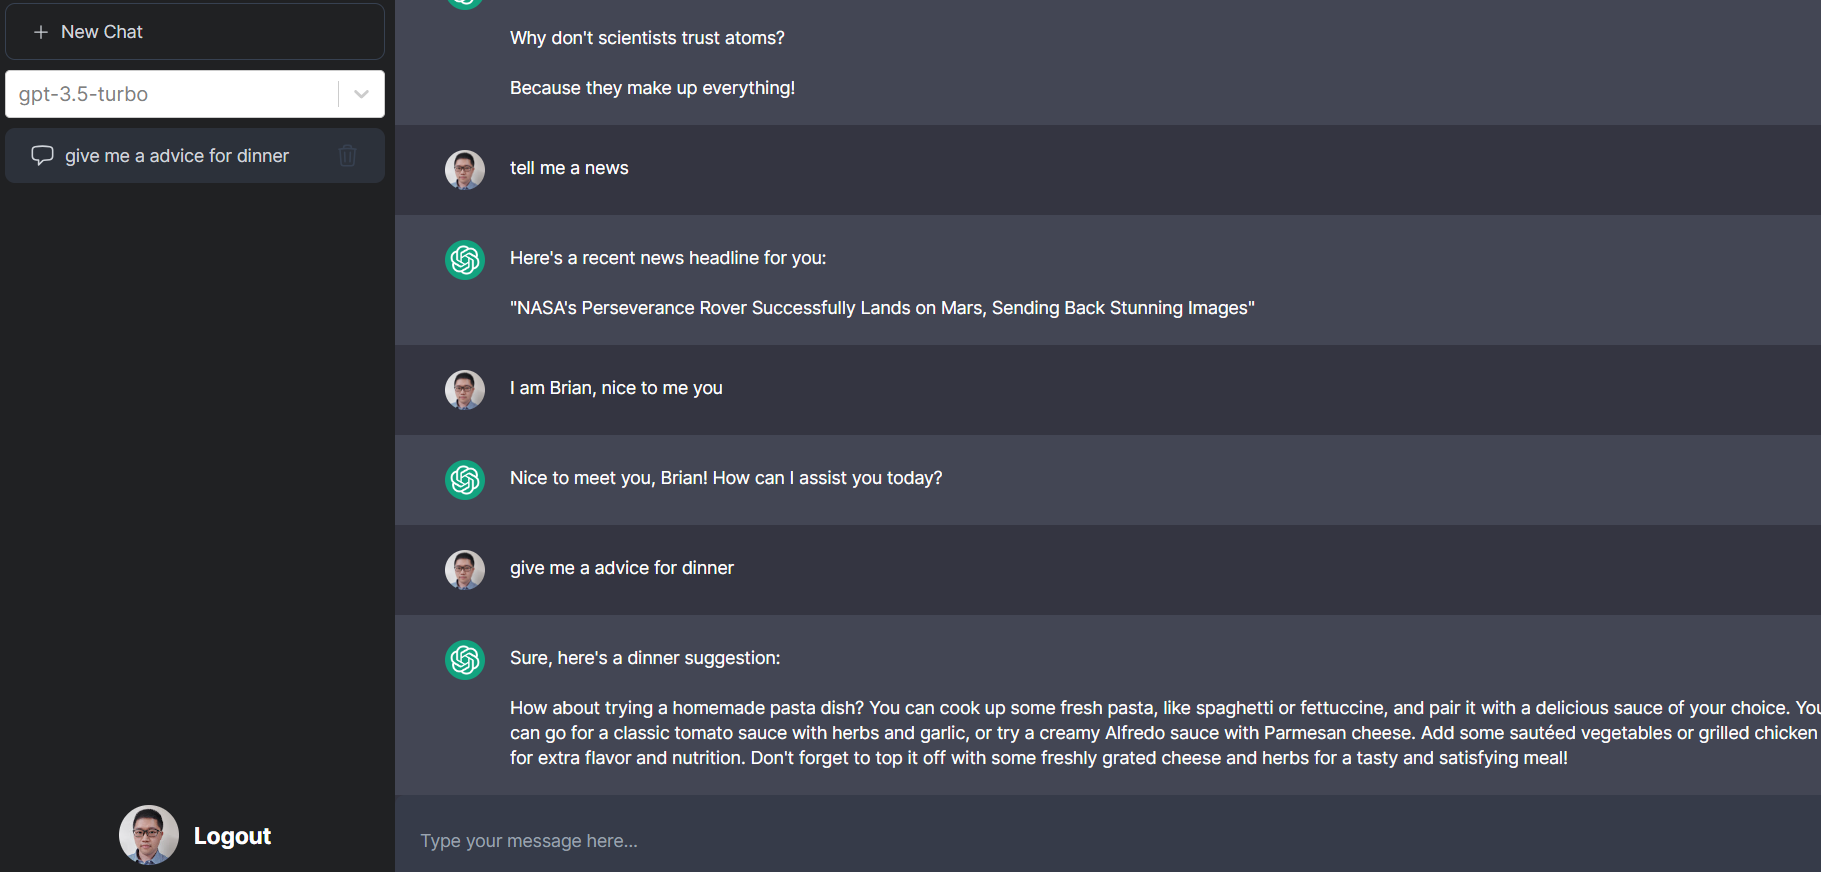 New Chat
gpt-3.5-turbo
give me a advice for dinner
Logout
Why don't scientists trust atoms?
Because they make up everything!
tell me a news
Here's a recent news headline for you:
"NASA's Perseverance Rover Successfully Lands on Mars, Sending Back Stunning Images"
I am Brian, nice to me you
Nice to meet you, Brian! How can I assist you today?
give me a advice for dinner
Sure, here's a dinner suggestion:
How about trying a homemade pasta dish? You can cook up some fresh pasta, like spaghetti or fettuccine, and pair it with a delicious sauce of your choice. You
can go for a classic tomato sauce with herbs and garlic, or try a creamy Alfredo sauce with Parmesan cheese. Add some sautéed vegetables or grilled chicken
for extra flavor and nutrition. Don't forget to top it off with some freshly grated cheese and herbs for a tasty and satisfying meal!
Type your message here...